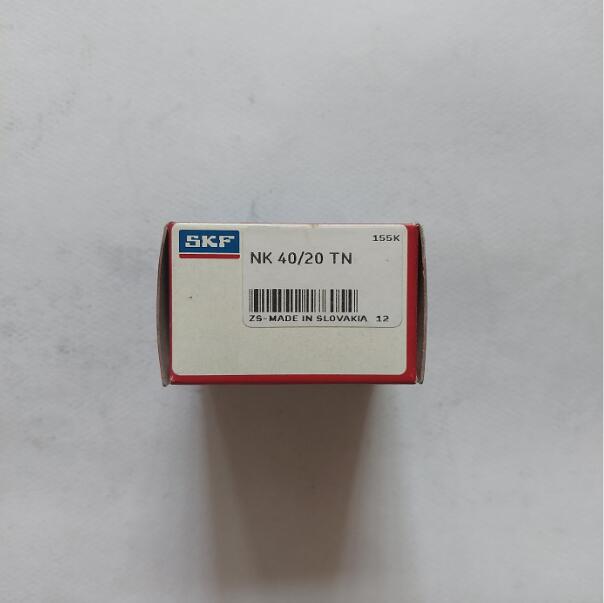 SKF
155K
NK 40/20 TN
ZS-MADE IN SLOVAKIA 12